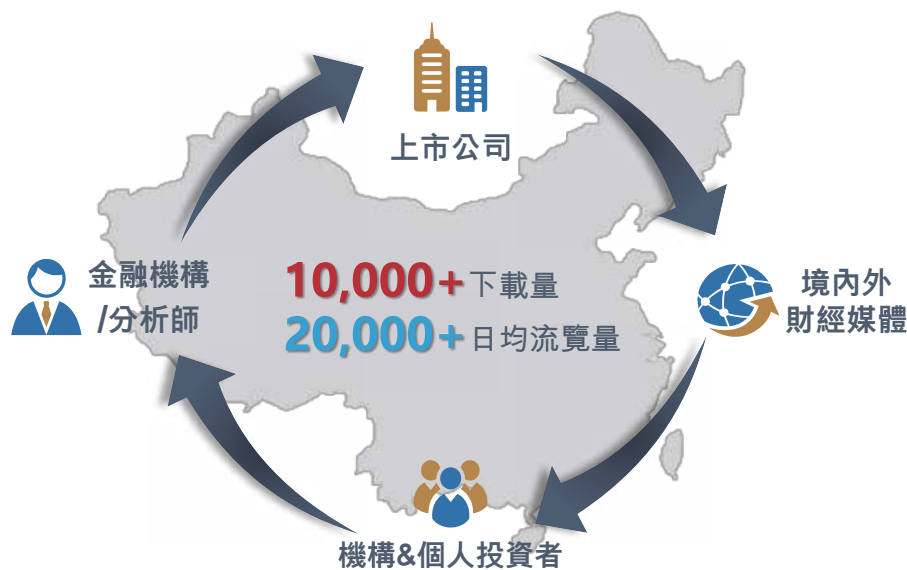 上市公司
金融機構
/分析師
10,000+下載量
20,000+日均流覽量
境內外
財經媒體
機構&個人投資者